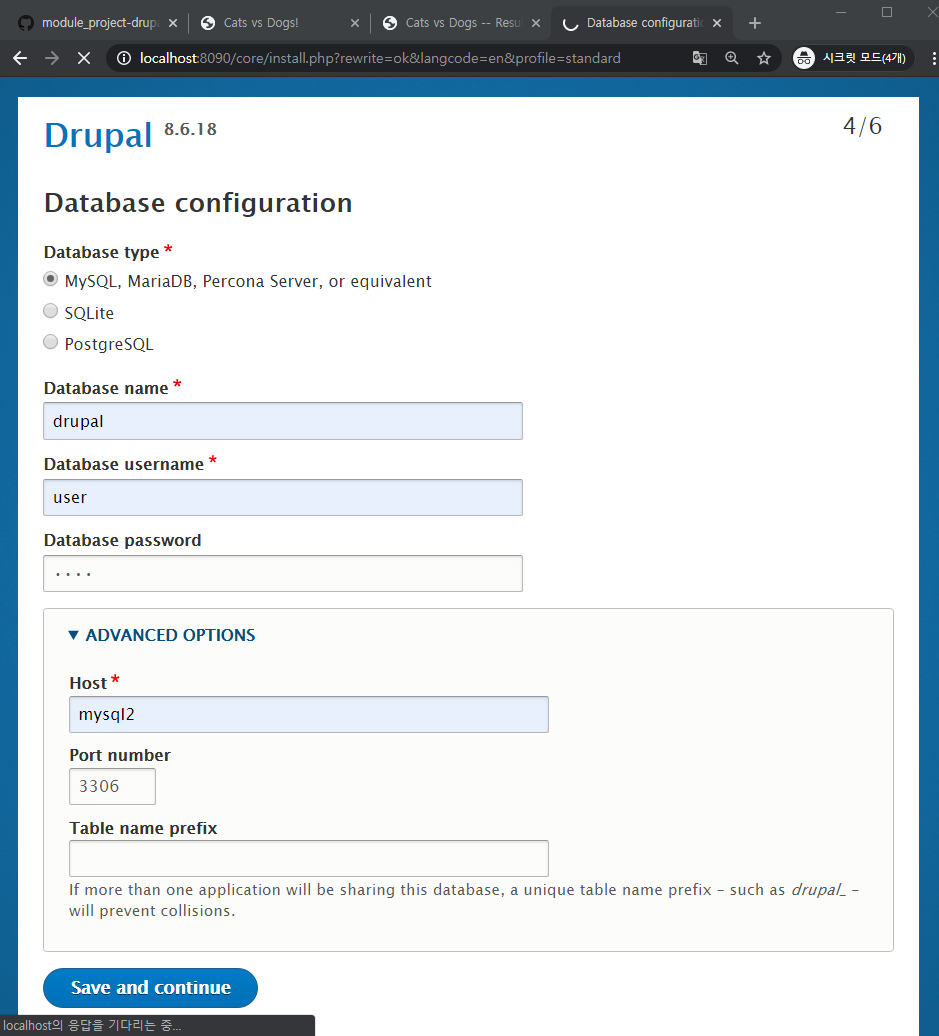 module_project-drup
Cats vs Dogs!
Cats vs Dogs -- Resu
Database configuratio
localhost:8090/core/install.php?rewrite=ok&langcode=en&profile=standard
시크릿 모드(4개)
Drupal 8.6.18
4/6
Database configuration
Database type *
MySQL, MariaDB, Percona Server, or equivalent
SQLite
PostgreSQL
Database name *
drupal
Database username *
user
Database password
····
▼ ADVANCED OPTIONS
Host *
mysql2
Port number
3306
Table name prefix
If more than one application will be sharing this database, a unique table name prefix – such as drupal_ –
will prevent collisions.
Save and continue
localhost의 응답을 기다리는 중...